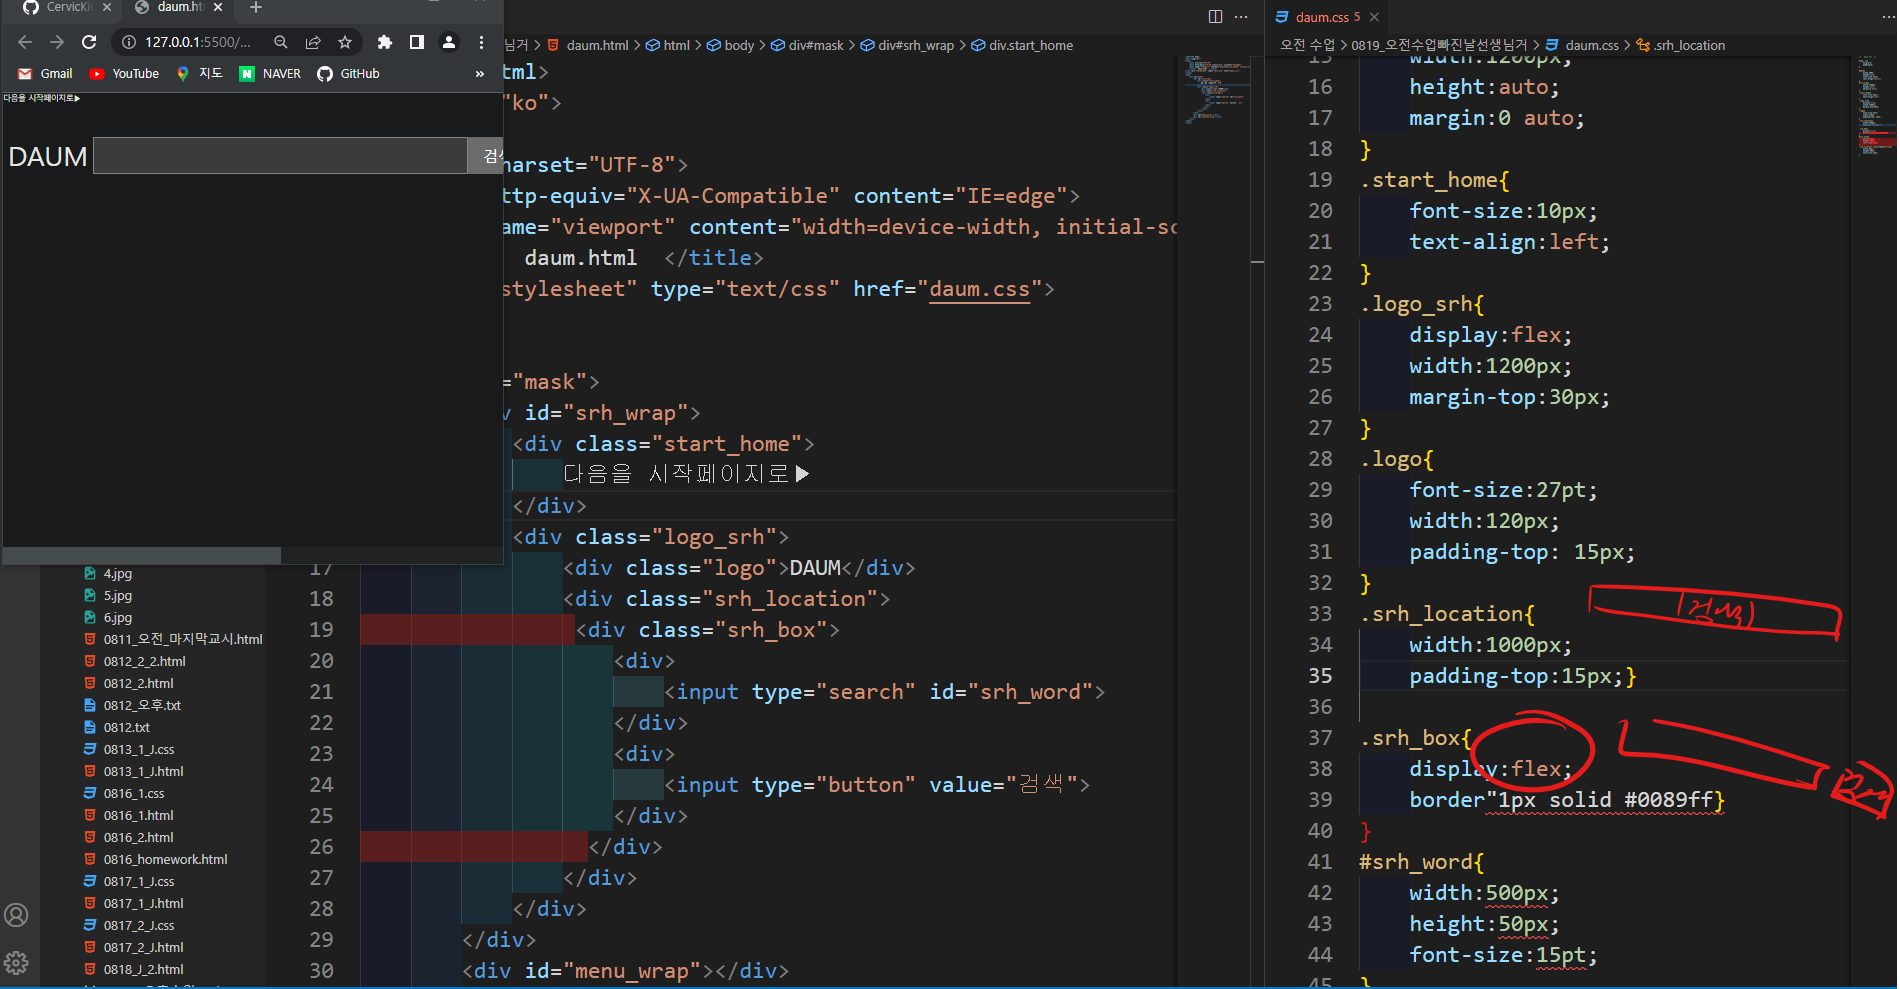 CervicKi
daum.ht
127.0.0.1:5500/...
Gmail
YouTube
지도
NAVER
GitHub
»
다음을 시작페이지로▶
DAUM
검색
님거 > daum.html > html > body > div#mask > div#srh_wrap > div.start_home
tml>
"ko">
harset="UTF-8">
ttp-equiv="X-UA-Compatible" content="IE=edge">
ame="viewport" content="width=device-width, initial-sc
daum.html </title>
stylesheet" type="text/css" href="daum.css">
="mask">
v id="srh_wrap">
<div class="start_home">
다음을 시작페이지로▶
</div>
<div class="logo_srh">
17 <div class="logo">DAUM</div>
18 <div class="srh_location">
19 <div class="srh_box">
20 <div>
21 <input type="search" id="srh_word">
22 </div>
23 <div>
24 <input type="button" value="검색">
25 </div>
26 </div>
27 </div>
28 </div>
29 </div>
30 <div id="menu_wrap"></div>
4.jpg
5.jpg
6.jpg
0811_오전_마지막교시.html
0812_2_2.html
0812_2.html
0812_오후.txt
0812.txt
0813_1_J.css
0813_1_J.html
0816_1.css
0816_1.html
0816_2.html
0816_homework.html
0817_1_J.css
0817_1_J.html
0817_2_J.css
0817_2_J.html
0818_J_2.html
daum.css 5
오전 수업 > 0819_오전수업빠진날선생님거 > daum.css > .srh_location
15 width:1200px;
16 height:auto;
17 margin:0 auto;
18 }
19 .start_home{
20 font-size:10px;
21 text-align:left;
22 }
23 .logo_srh{
24 display:flex;
25 width:1200px;
26 margin-top:30px;
27 }
28 .logo{
29 font-size:27pt;
30 width:120px;
31 padding-top: 15px;
32 }
33 .srh_location{
34 width:1000px;
35 padding-top:15px;}
36
37 .srh_box{
38 display:flex;
39 border"1px solid #0089ff}
40 }
41 #srh_word{
42 width:500px;
43 height:50px;
44 font-size:15pt;
45 }